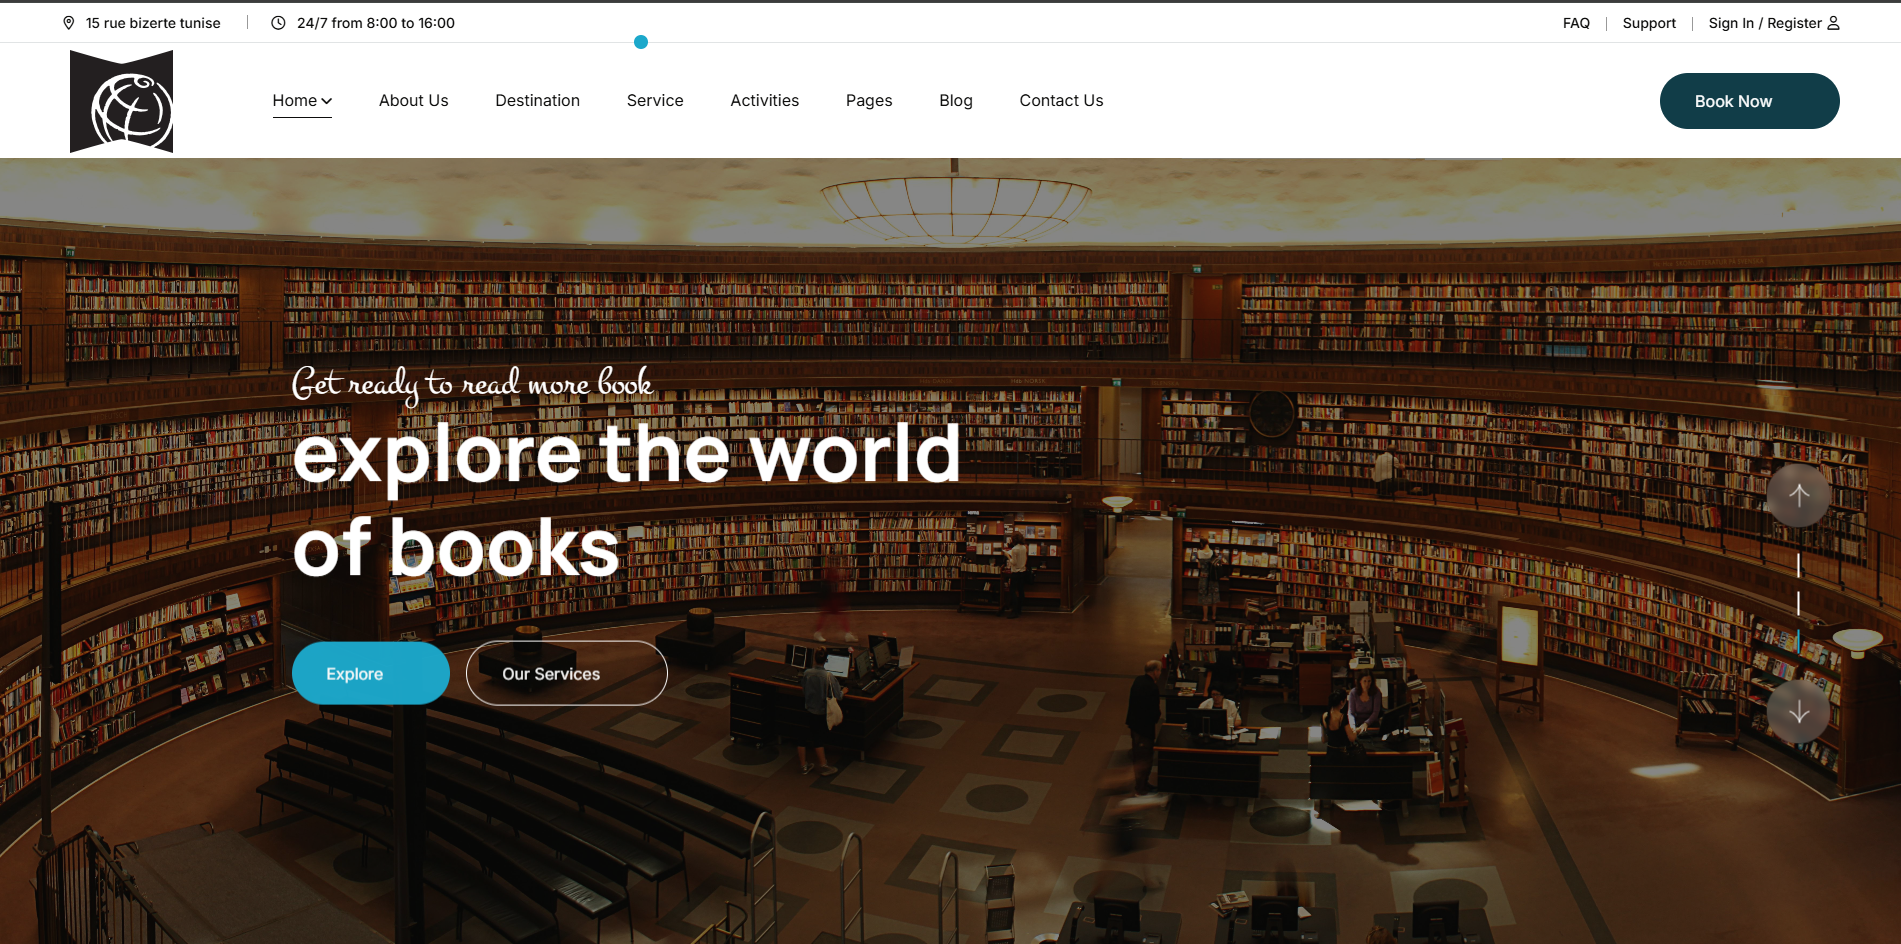 15 rue bizerte tunise | 24/7 from 8:00 to 16:00
FAQ | Support | Sign In / Register
Home About Us Destination Service Activities Pages Blog Contact Us
Book Now
Get ready to read more book
explore the world
of books
Explore Our Services